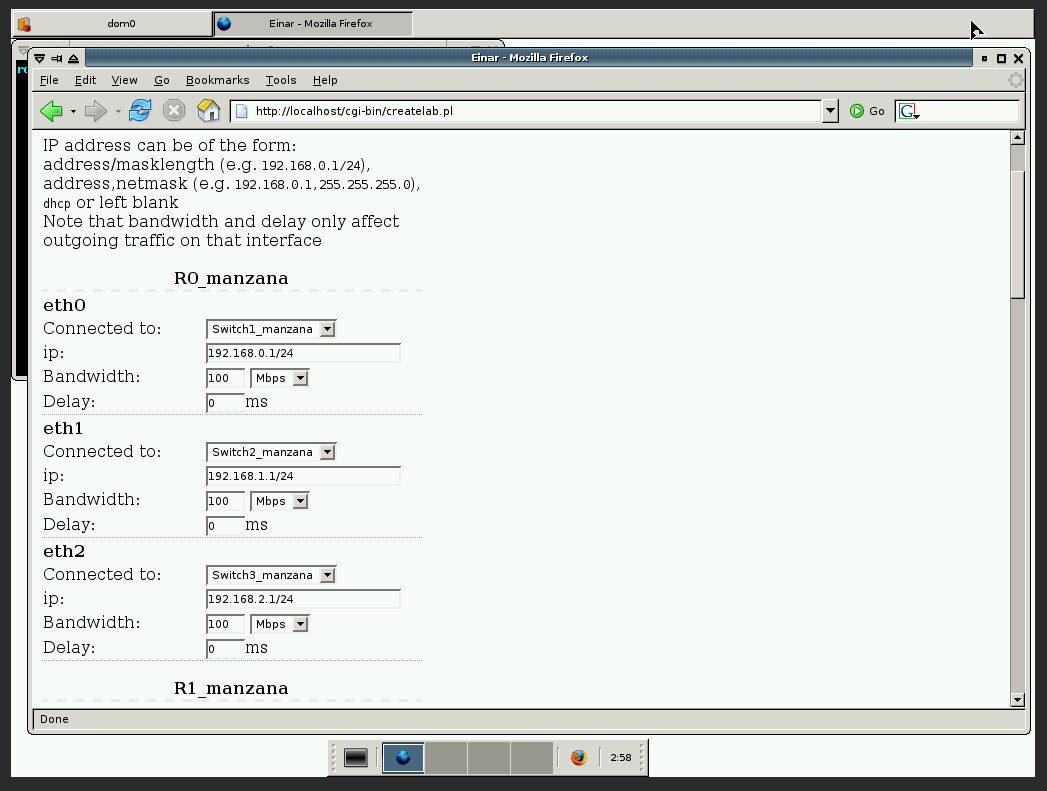 dom0
Einar - Mozilla Firefox
Einar - Mozilla Firefox
File Edit View Go Bookmarks Tools Help
http://localhost/cgi-bin/createlab.pl
Go
G
IP address can be of the form:
address/masklength (e.g. 192.168.0.1/24),
address,netmask (e.g. 192.168.0.1,255.255.255.0),
dhcp or left blank
Note that bandwidth and delay only affect
outgoing traffic on that interface
R0_manzana
eth0
Connected to: Switch1_manzana
ip: 192.168.0.1/24
Bandwidth: 100 Mbps
Delay: 0 ms
eth1
Connected to: Switch2_manzana
ip: 192.168.1.1/24
Bandwidth: 100 Mbps
Delay: 0 ms
eth2
Connected to: Switch3_manzana
ip: 192.168.2.1/24
Bandwidth: 100 Mbps
Delay: 0 ms
R1_manzana
Done
2:58